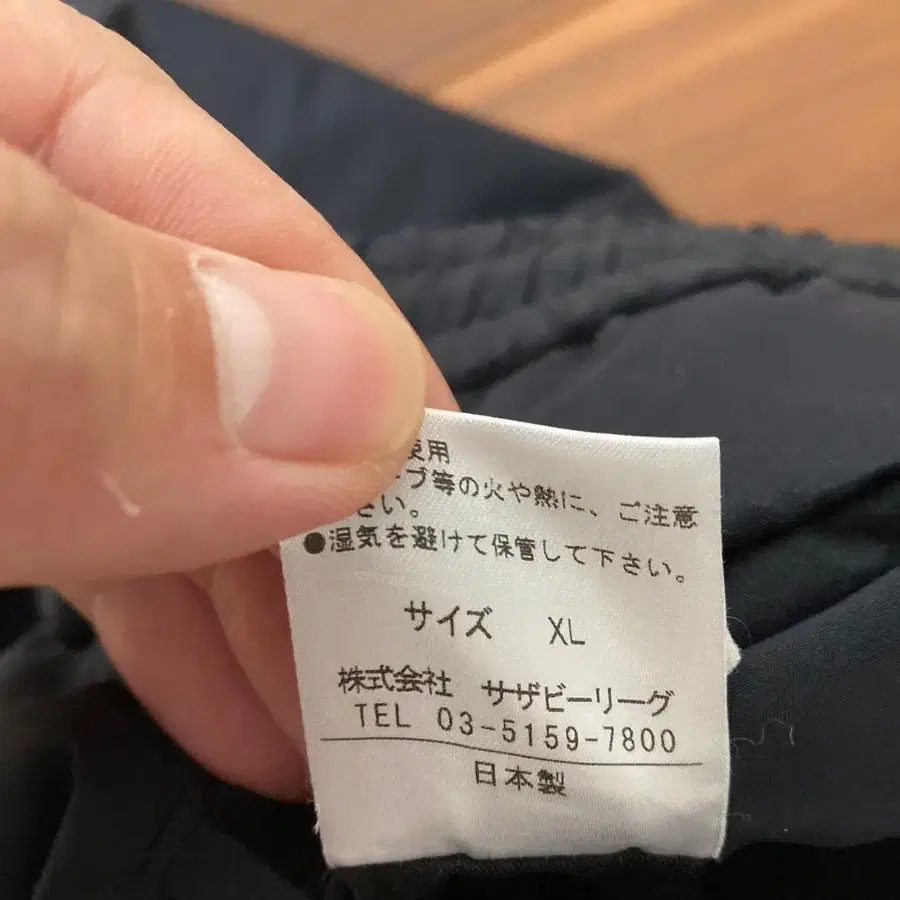 使用
ーブ等の火や熱に、ご注意
さい。
●湿気を避けて保管して下さい。
サイズ XL
株式会社 サザビーリーグ
TEL 03-5159-7800
日本製